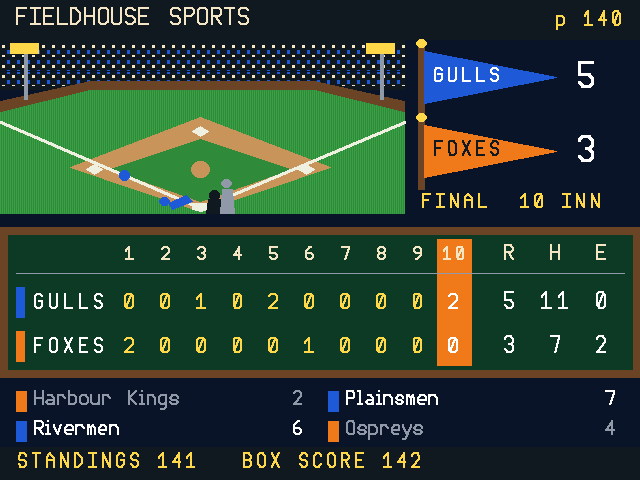 FIELDHOUSE SPORTS p 140
GULLS 5
FOXES 3
FINAL 10 INN
1 2 3 4 5 6 7 8 9 10 R H E
GULLS 0 0 1 0 2 0 0 0 0 2 5 11 0
FOXES 2 0 0 0 0 1 0 0 0 0 3 7 2
Harbour Kings 2 Plainsmen 7
Rivermen 6 Ospreys 4
STANDINGS 141 BOX SCORE 142